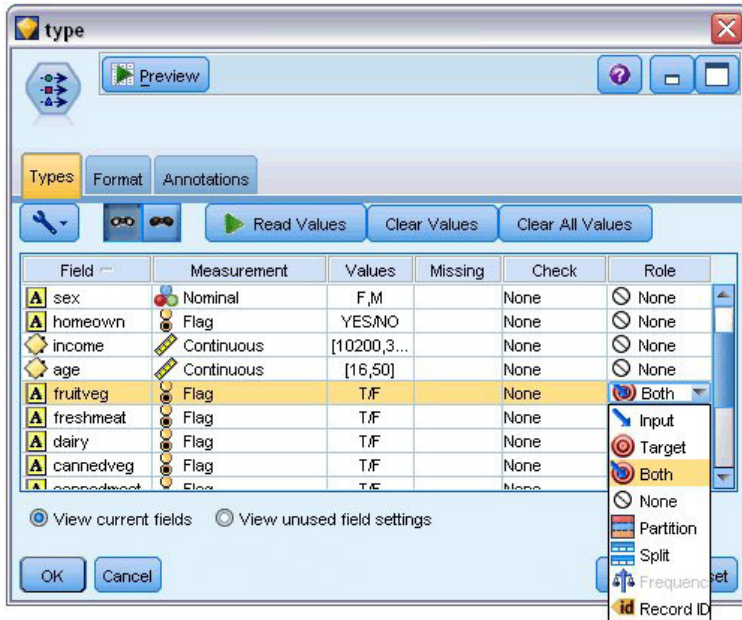 type
Preview
Types Format Annotations
Read Values Clear Values Clear All Values
Field Measurement Values Missing Check Role
A sex Nominal F,M None None
A homeown Flag YES/NO None None
income Continuous [10200,3... None None
age Continuous [16,50] None None
A fruitveg Flag T/F None Both
A freshmeat Flag T/F None
A dairy Flag T/F None
A cannedveg Flag T/F None
Input
Target
Both
None
Partition
Split
Frequenc
id Record ID
View current fields View unused field settings
OK Cancel